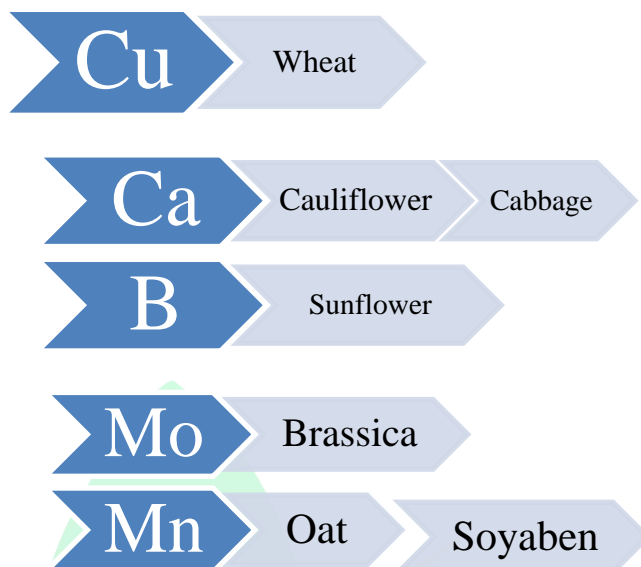 Cu Wheat
Ca Cauliflower Cabbage
B Sunflower
Mo Brassica
Mn Oat Soyaben